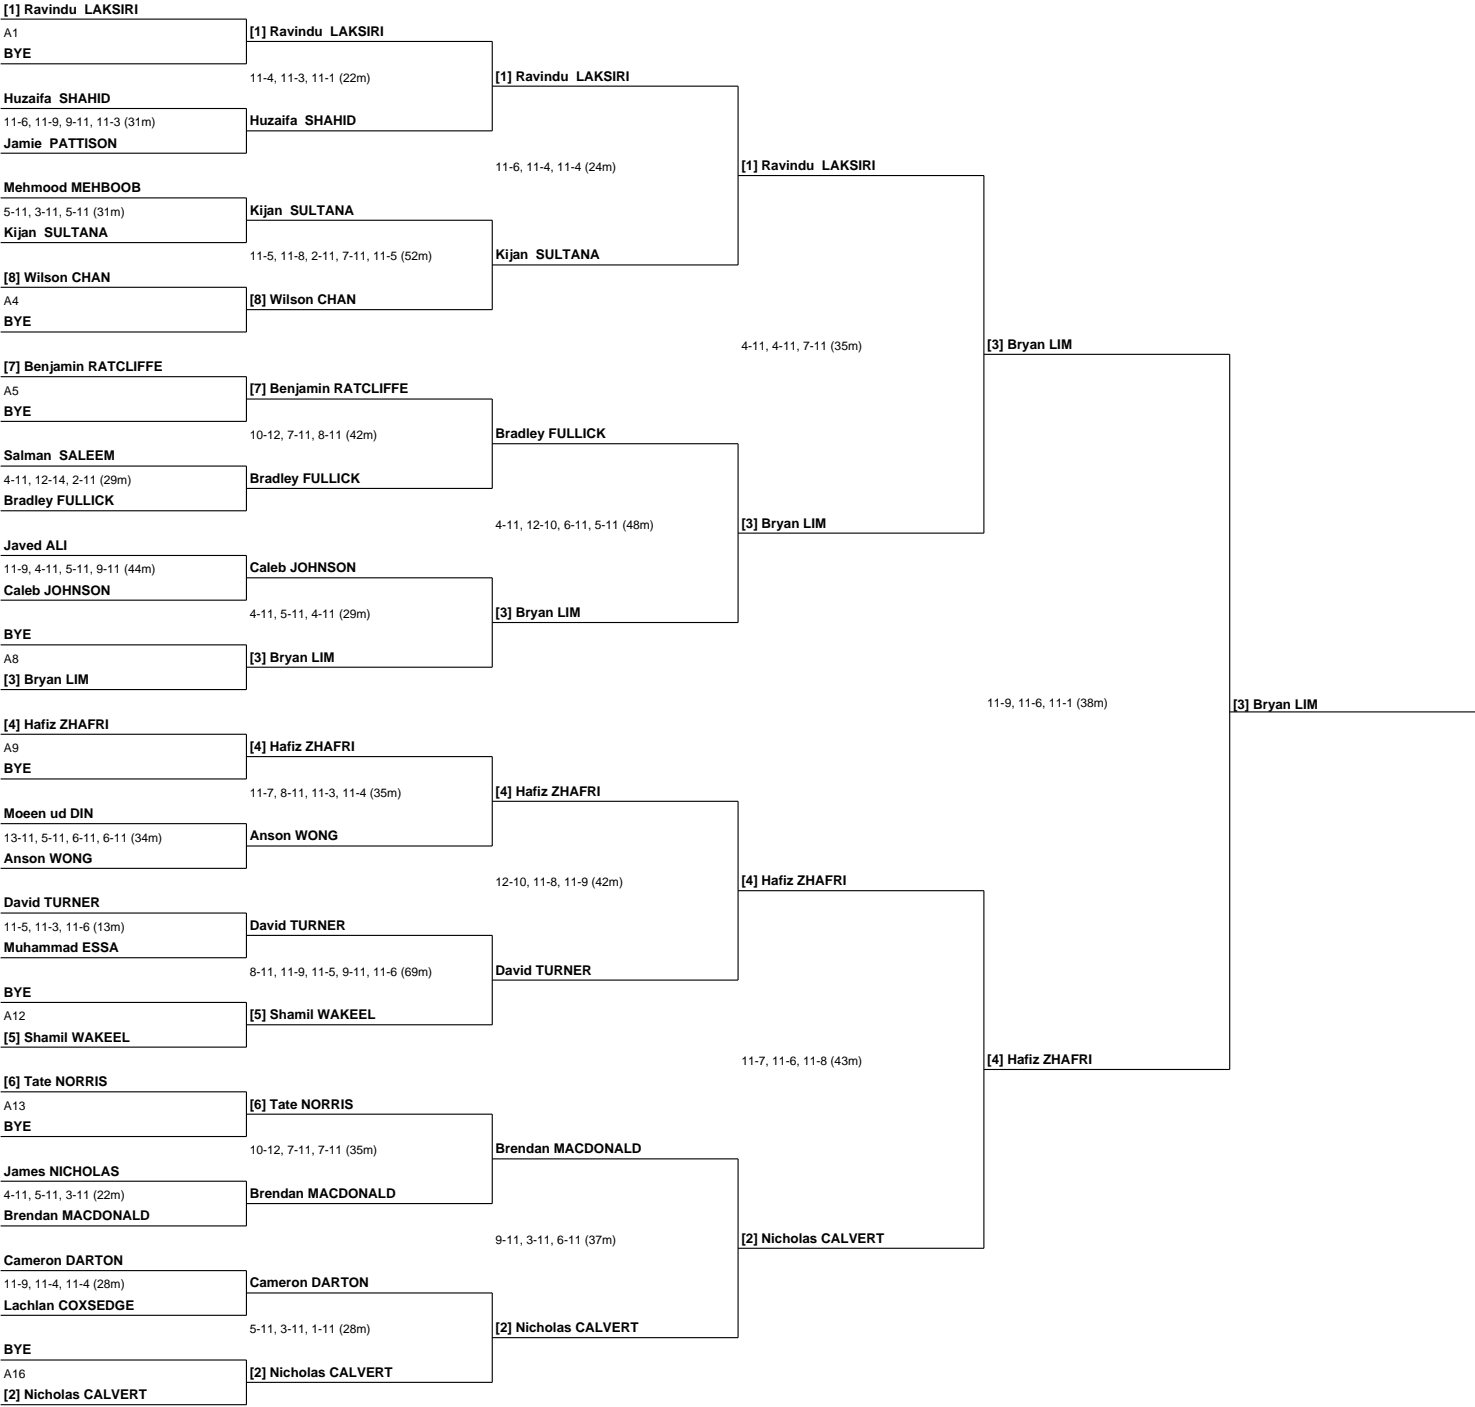 [1] Ravindu LAKSIRI
A1
BYE
Huzaifa SHAHID
11-6, 11-9, 9-11, 11-3 (31m)
Jamie PATTISON
Mehmood MEHBOOB
5-11, 3-11, 5-11 (31m)
Kijan SULTANA
[8] Wilson CHAN
A4
BYE
[7] Benjamin RATCLIFFE
A5
BYE
Salman SALEEM
4-11, 12-14, 2-11 (29m)
Bradley FULLICK
Javed ALI
11-9, 4-11, 5-11, 9-11 (44m)
Caleb JOHNSON
BYE
A8
[3] Bryan LIM
[4] Hafiz ZHAFRI
A9
BYE
Moeen ud DIN
13-11, 5-11, 6-11, 6-11 (34m)
Anson WONG
David TURNER
11-5, 11-3, 11-6 (13m)
Muhammad ESSA
BYE
A12
[5] Shamil WAKEEL
[6] Tate NORRIS
A13
BYE
James NICHOLAS
4-11, 5-11, 3-11 (22m)
Brendan MACDONALD
Cameron DARTON
11-9, 11-4, 11-4 (28m)
Lachlan COXSEDGE
BYE
A16
[2] Nicholas CALVERT
[1] Ravindu LAKSIRI
11-4, 11-3, 11-1 (22m)
Huzaifa SHAHID
Kijan SULTANA
11-5, 11-8, 2-11, 7-11, 11-5 (52m)
[8] Wilson CHAN
[7] Benjamin RATCLIFFE
10-12, 7-11, 8-11 (42m)
Bradley FULLICK
Caleb JOHNSON
4-11, 5-11, 4-11 (29m)
[3] Bryan LIM
[4] Hafiz ZHAFRI
11-7, 8-11, 11-3, 11-4 (35m)
Anson WONG
David TURNER
8-11, 11-9, 11-5, 9-11, 11-6 (69m)
[5] Shamil WAKEEL
[6] Tate NORRIS
10-12, 7-11, 7-11 (35m)
Brendan MACDONALD
Cameron DARTON
5-11, 3-11, 1-11 (28m)
[2] Nicholas CALVERT
[1] Ravindu LAKSIRI
11-6, 11-4, 11-4 (24m)
Kijan SULTANA
Bradley FULLICK
4-11, 12-10, 6-11, 5-11 (48m)
[3] Bryan LIM
[4] Hafiz ZHAFRI
12-10, 11-8, 11-9 (42m)
David TURNER
Brendan MACDONALD
9-11, 3-11, 6-11 (37m)
[2] Nicholas CALVERT
[1] Ravindu LAKSIRI
4-11, 4-11, 7-11 (35m)
[3] Bryan LIM
[4] Hafiz ZHAFRI
11-7, 11-6, 11-8 (43m)
[2] Nicholas CALVERT
[3] Bryan LIM
11-9, 11-6, 11-1 (38m)
[4] Hafiz ZHAFRI
[3] Bryan LIM